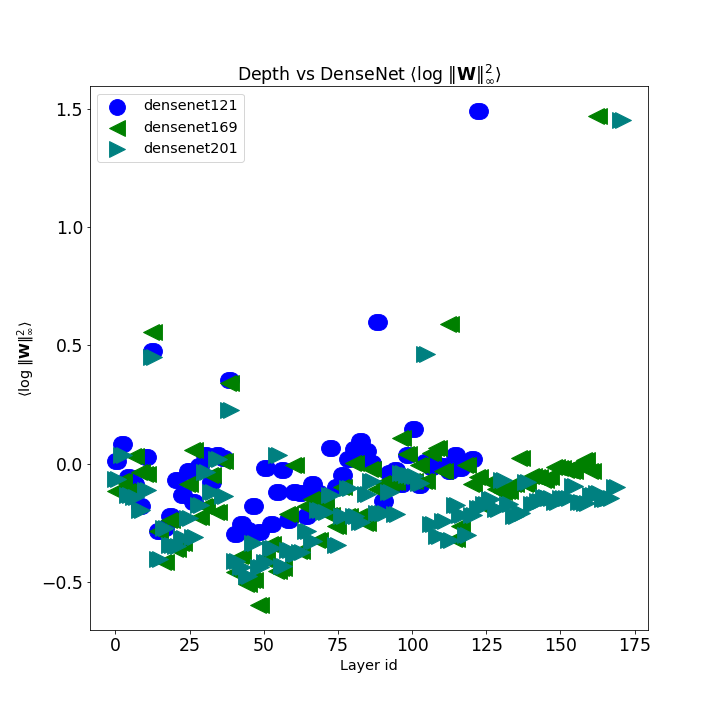 Depth vs DenseNet ⟨log ∥W∥²∞⟩
densenet121
densenet169
densenet201
⟨log ∥W∥²∞⟩
1.5
1.0
0.5
0.0
−0.5
0 25 50 75 100 125 150 175
Layer id